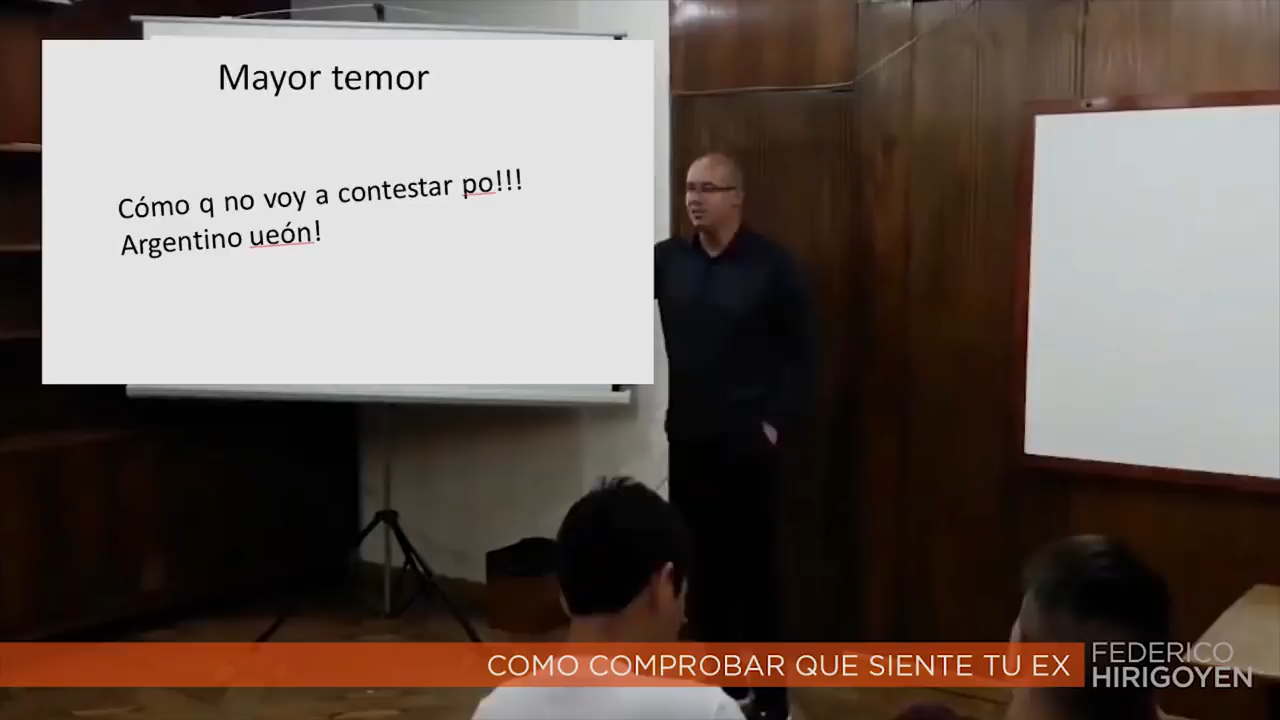 Mayor temor
Cómo q no voy a contestar po!!!
Argentino ueón!
COMO COMPROBAR QUE SIENTE TU EX
FEDERICO
HIRIGOYEN